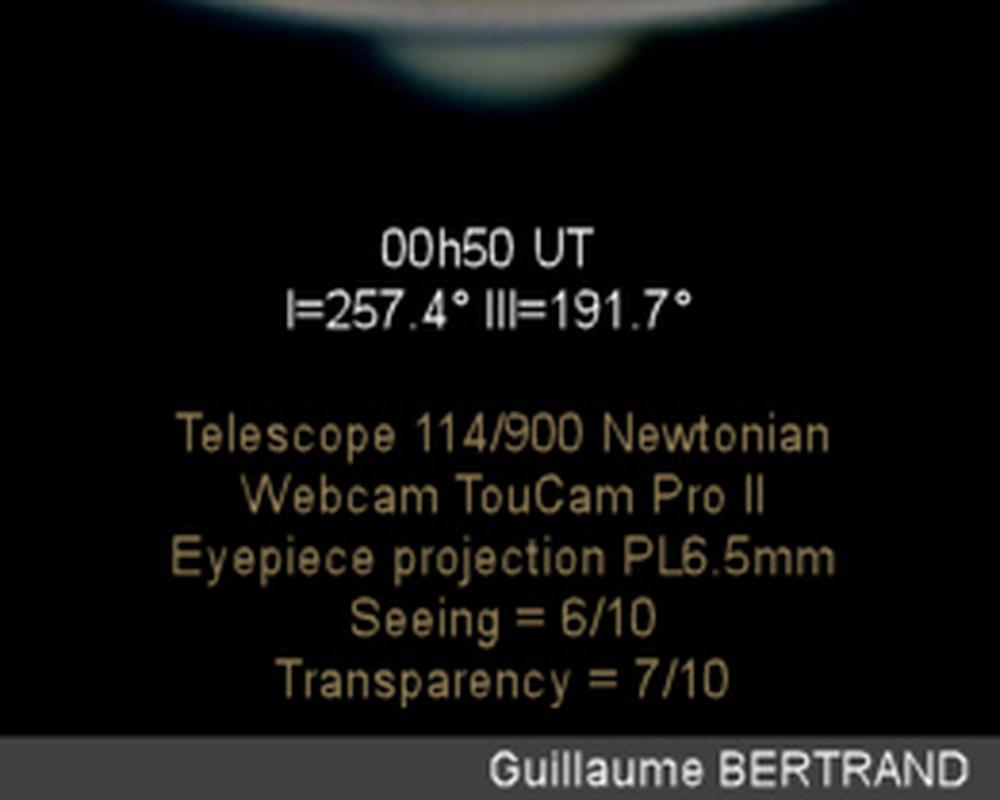 00h50 UT
I=257.4° III=191.7°
Telescope 114/900 Newtonian
Webcam TouCam Pro II
Eyepiece projection PL6.5mm
Seeing = 6/10
Transparency = 7/10
Guillaume BERTRAND